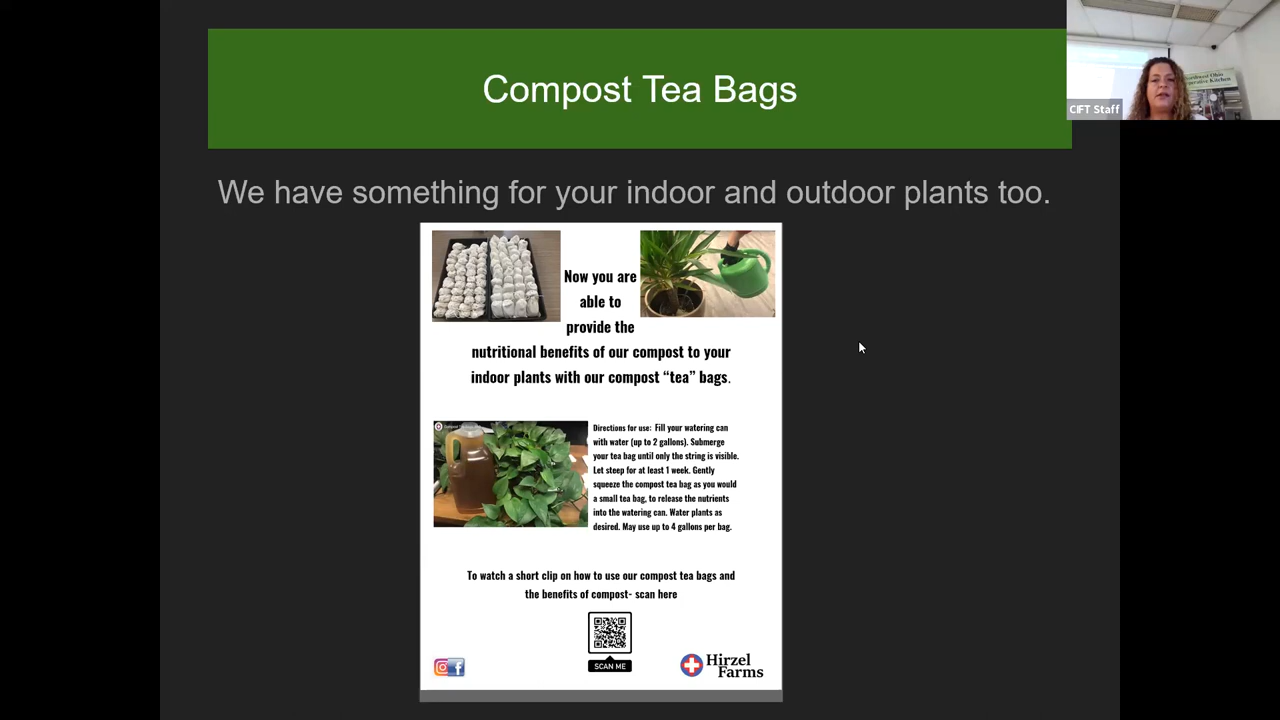 Compost Tea Bags
CIFT Staff
We have something for your indoor and outdoor plants too.
Now you are
able to
provide the
nutritional benefits of our compost to your
indoor plants with our compost “tea” bags.
Directions for use: Fill your watering can
with water (up to 2 gallons). Submerge
your tea bag until only the string is visible.
Let steep for at least 1 week. Gently
squeeze the compost tea bag as you would
a small tea bag, to release the nutrients
into the watering can. Water plants as
desired. May use up to 4 gallons per bag.
To watch a short clip on how to use our compost tea bags and
the benefits of compost- scan here
SCAN ME
Hirzel
Farms